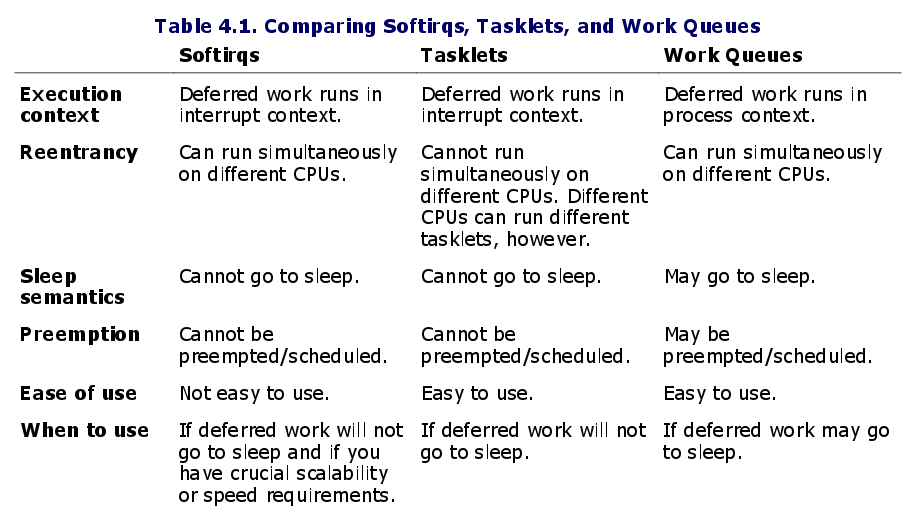 Table 4.1. Comparing Softirqs, Tasklets, and Work Queues
Softirqs Tasklets Work Queues
Execution context Deferred work runs in interrupt context. Deferred work runs in interrupt context. Deferred work runs in process context.
Reentrancy Can run simultaneously on different CPUs. Cannot run simultaneously on different CPUs. Different CPUs can run different tasklets, however. Can run simultaneously on different CPUs.
Sleep semantics Cannot go to sleep. Cannot go to sleep. May go to sleep.
Preemption Cannot be preempted/scheduled. Cannot be preempted/scheduled. May be preempted/scheduled.
Ease of use Not easy to use. Easy to use. Easy to use.
When to use If deferred work will not go to sleep and if you have crucial scalability or speed requirements. If deferred work will not go to sleep. If deferred work may go to sleep.